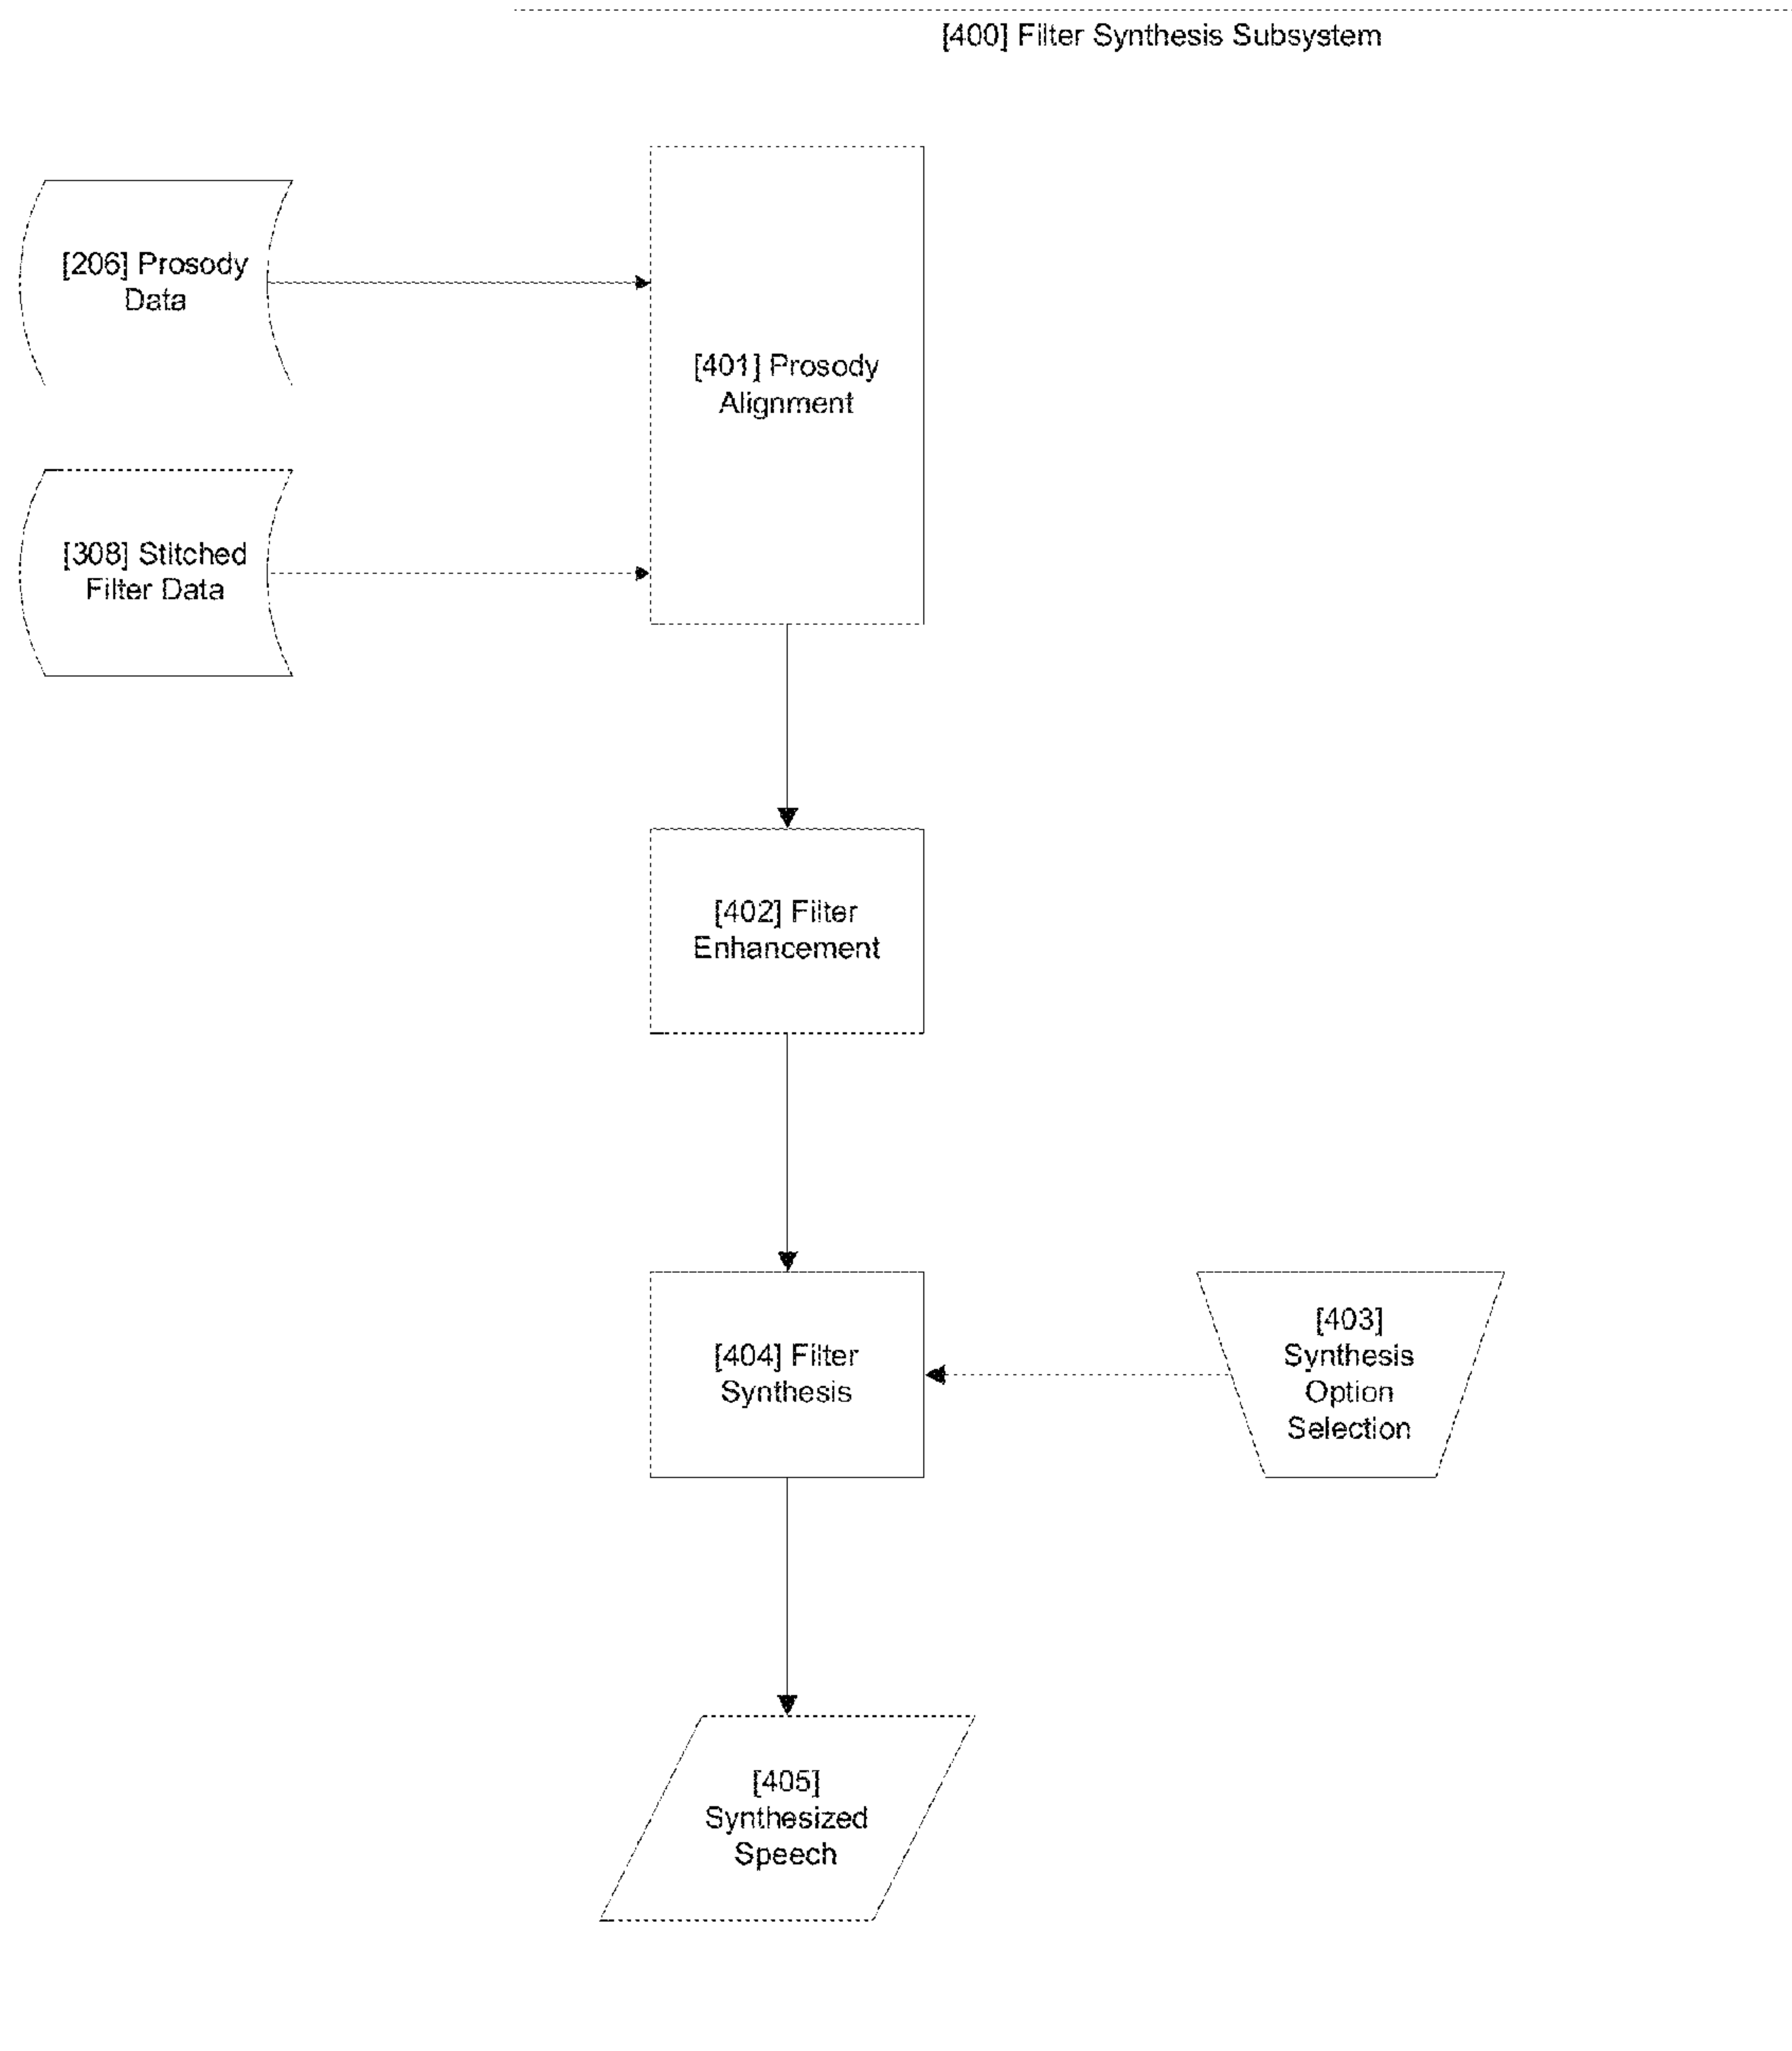 [400] Filter Synthesis Subsystem
[206] Prosody
Data
[401] Prosody
Alignment
[308] Stitched
Filter Data
[402] Filter
Enhancement
[404] Filter
Synthesis
[403]
Synthesis
Option
Selection
[405]
Synthesized
Speech